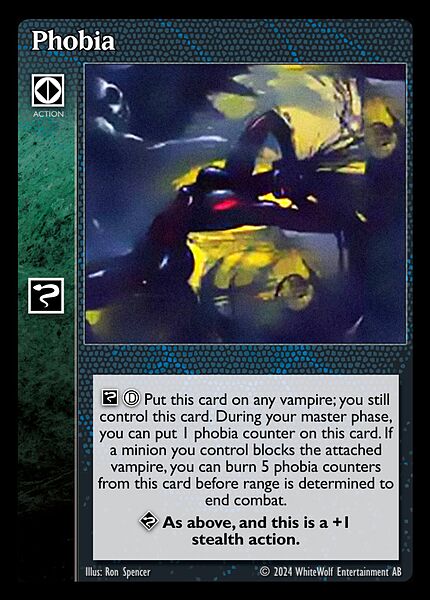 Phobia
ACTION
D Put this card on any vampire; you still
control this card. During your master phase,
you can put 1 phobia counter on this card. If
a minion you control blocks the attached
vampire, you can burn 5 phobia counters
from this card before range is determined to
end combat.
As above, and this is a +1
stealth action.
Illus: Ron Spencer
© 2024 WhiteWolf Entertainment AB